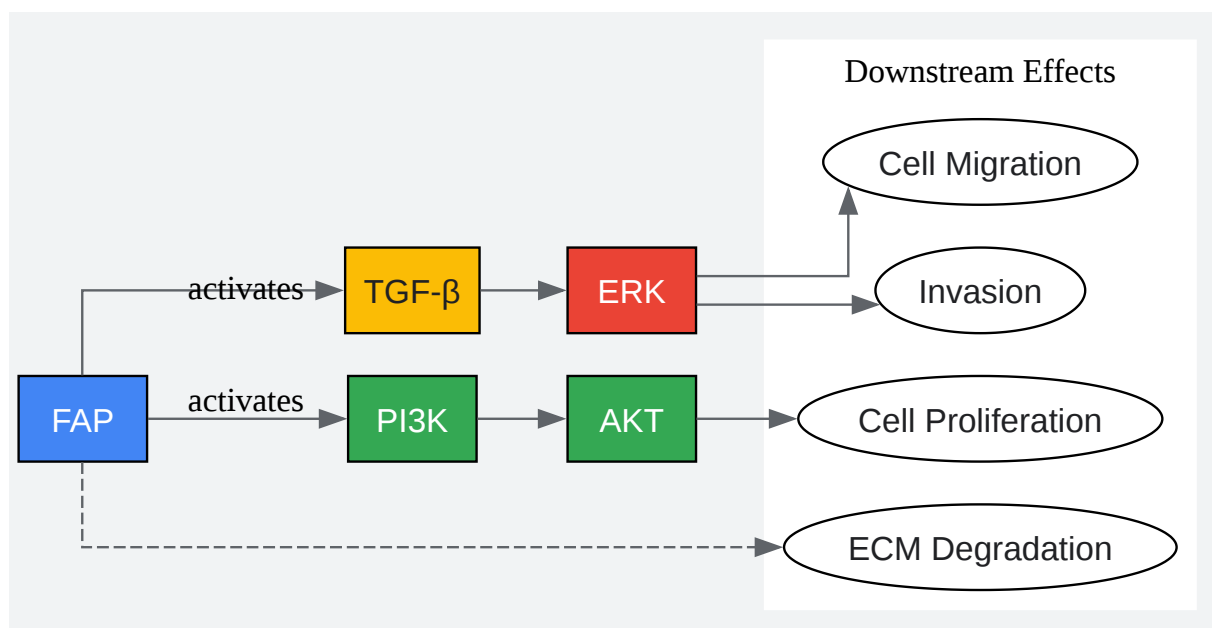 Downstream Effects
Cell Migration
activates
TGF-β
ERK
Invasion
FAP
activates
PI3K
AKT
Cell Proliferation
ECM Degradation